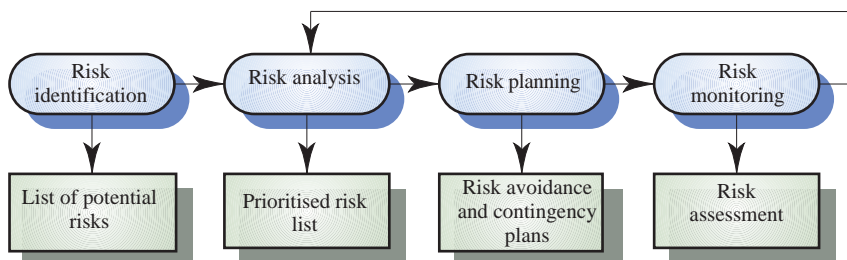 Risk
identification
Risk analysis
Risk planning
Risk
monitoring
List of potential
risks
Prioritised risk
list
Risk avoidance
and contingency
plans
Risk
assessment